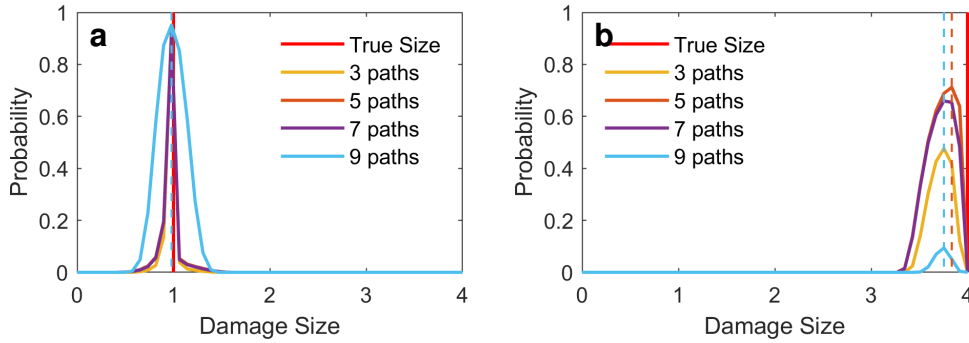 a
True Size
3 paths
5 paths
7 paths
9 paths
1
0.8
0.6
0.4
0.2
0
Probability
0
1
2
3
4
Damage Size
b
True Size
3 paths
5 paths
7 paths
9 paths
1
0.8
0.6
0.4
0.2
0
Probability
0
1
2
3
4
Damage Size